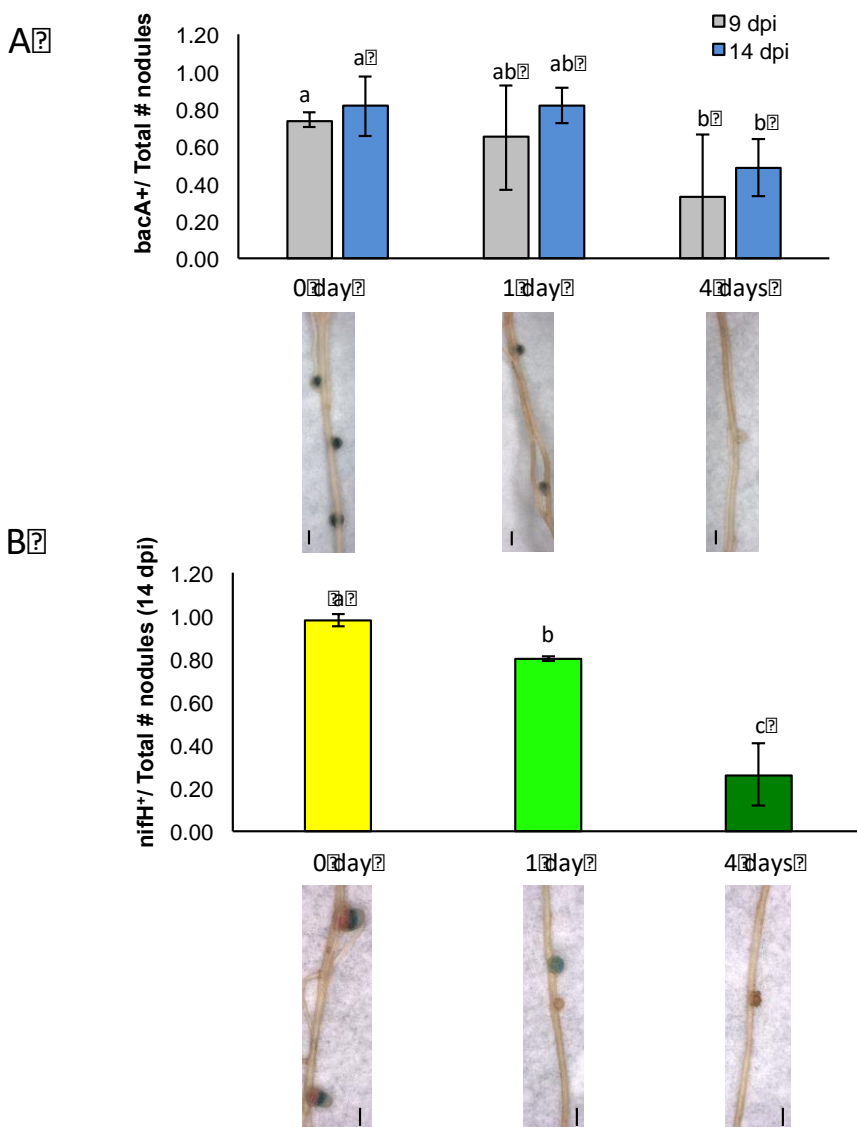 A
9 dpi
14 dpi
bacA+/ Total # nodules
1.20
1.00
0.80
0.60
0.40
0.20
0.00
a
a
ab
ab
b
b
0 day
1 day
4 days
B
nifH+/ Total # nodules (14 dpi)
1.20
1.00
0.80
0.60
0.40
0.20
0.00
a
b
c
0 day
1 day
4 days